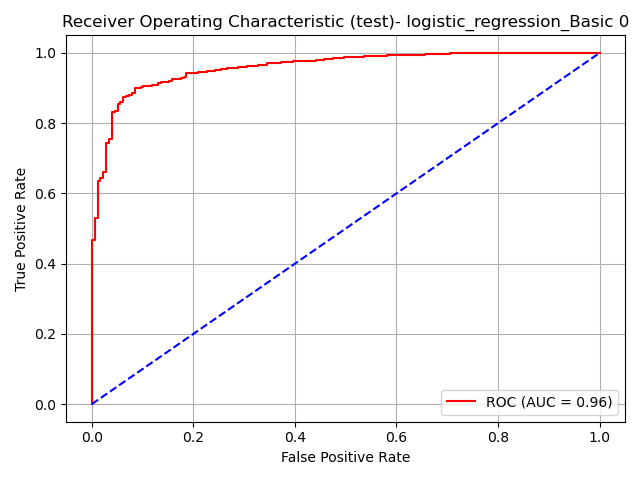 Receiver Operating Characteristic (test)- logistic_regression_Basic 0
True Positive Rate
1.0
0.8
0.6
0.4
0.2
0.0
ROC (AUC = 0.96)
0.0 0.2 0.4 0.6 0.8 1.0
False Positive Rate